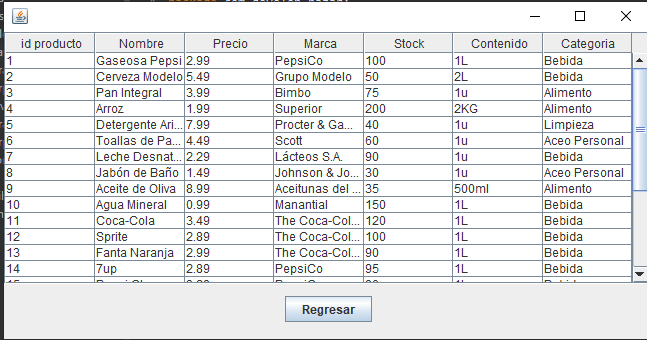 id producto Nombre Precio Marca Stock Contenido Categoria
1 Gaseosa Pepsi 2.99 PepsiCo 100 1L Bebida
2 Cerveza Modelo 5.49 Grupo Modelo 50 2L Bebida
3 Pan Integral 3.99 Bimbo 75 1u Alimento
4 Arroz 1.99 Superior 200 2KG Alimento
5 Detergente Ari... 7.99 Procter & Ga... 40 1u Limpieza
6 Toallas de Pa... 4.49 Scott 60 1u Aceo Personal
7 Leche Desnat... 2.29 Lácteos S.A. 90 1u Bebida
8 Jabón de Baño 1.49 Johnson & Jo... 30 1u Aceo Personal
9 Aceite de Oliva 8.99 Aceitunas del ... 35 500ml Alimento
10 Agua Mineral 0.99 Manantial 150 1L Bebida
11 Coca-Cola 3.49 The Coca-Col... 120 1L Bebida
12 Sprite 2.89 The Coca-Col... 100 1L Bebida
13 Fanta Naranja 2.99 The Coca-Col... 90 1L Bebida
14 7up 2.89 PepsiCo 95 1L Bebida
Regresar